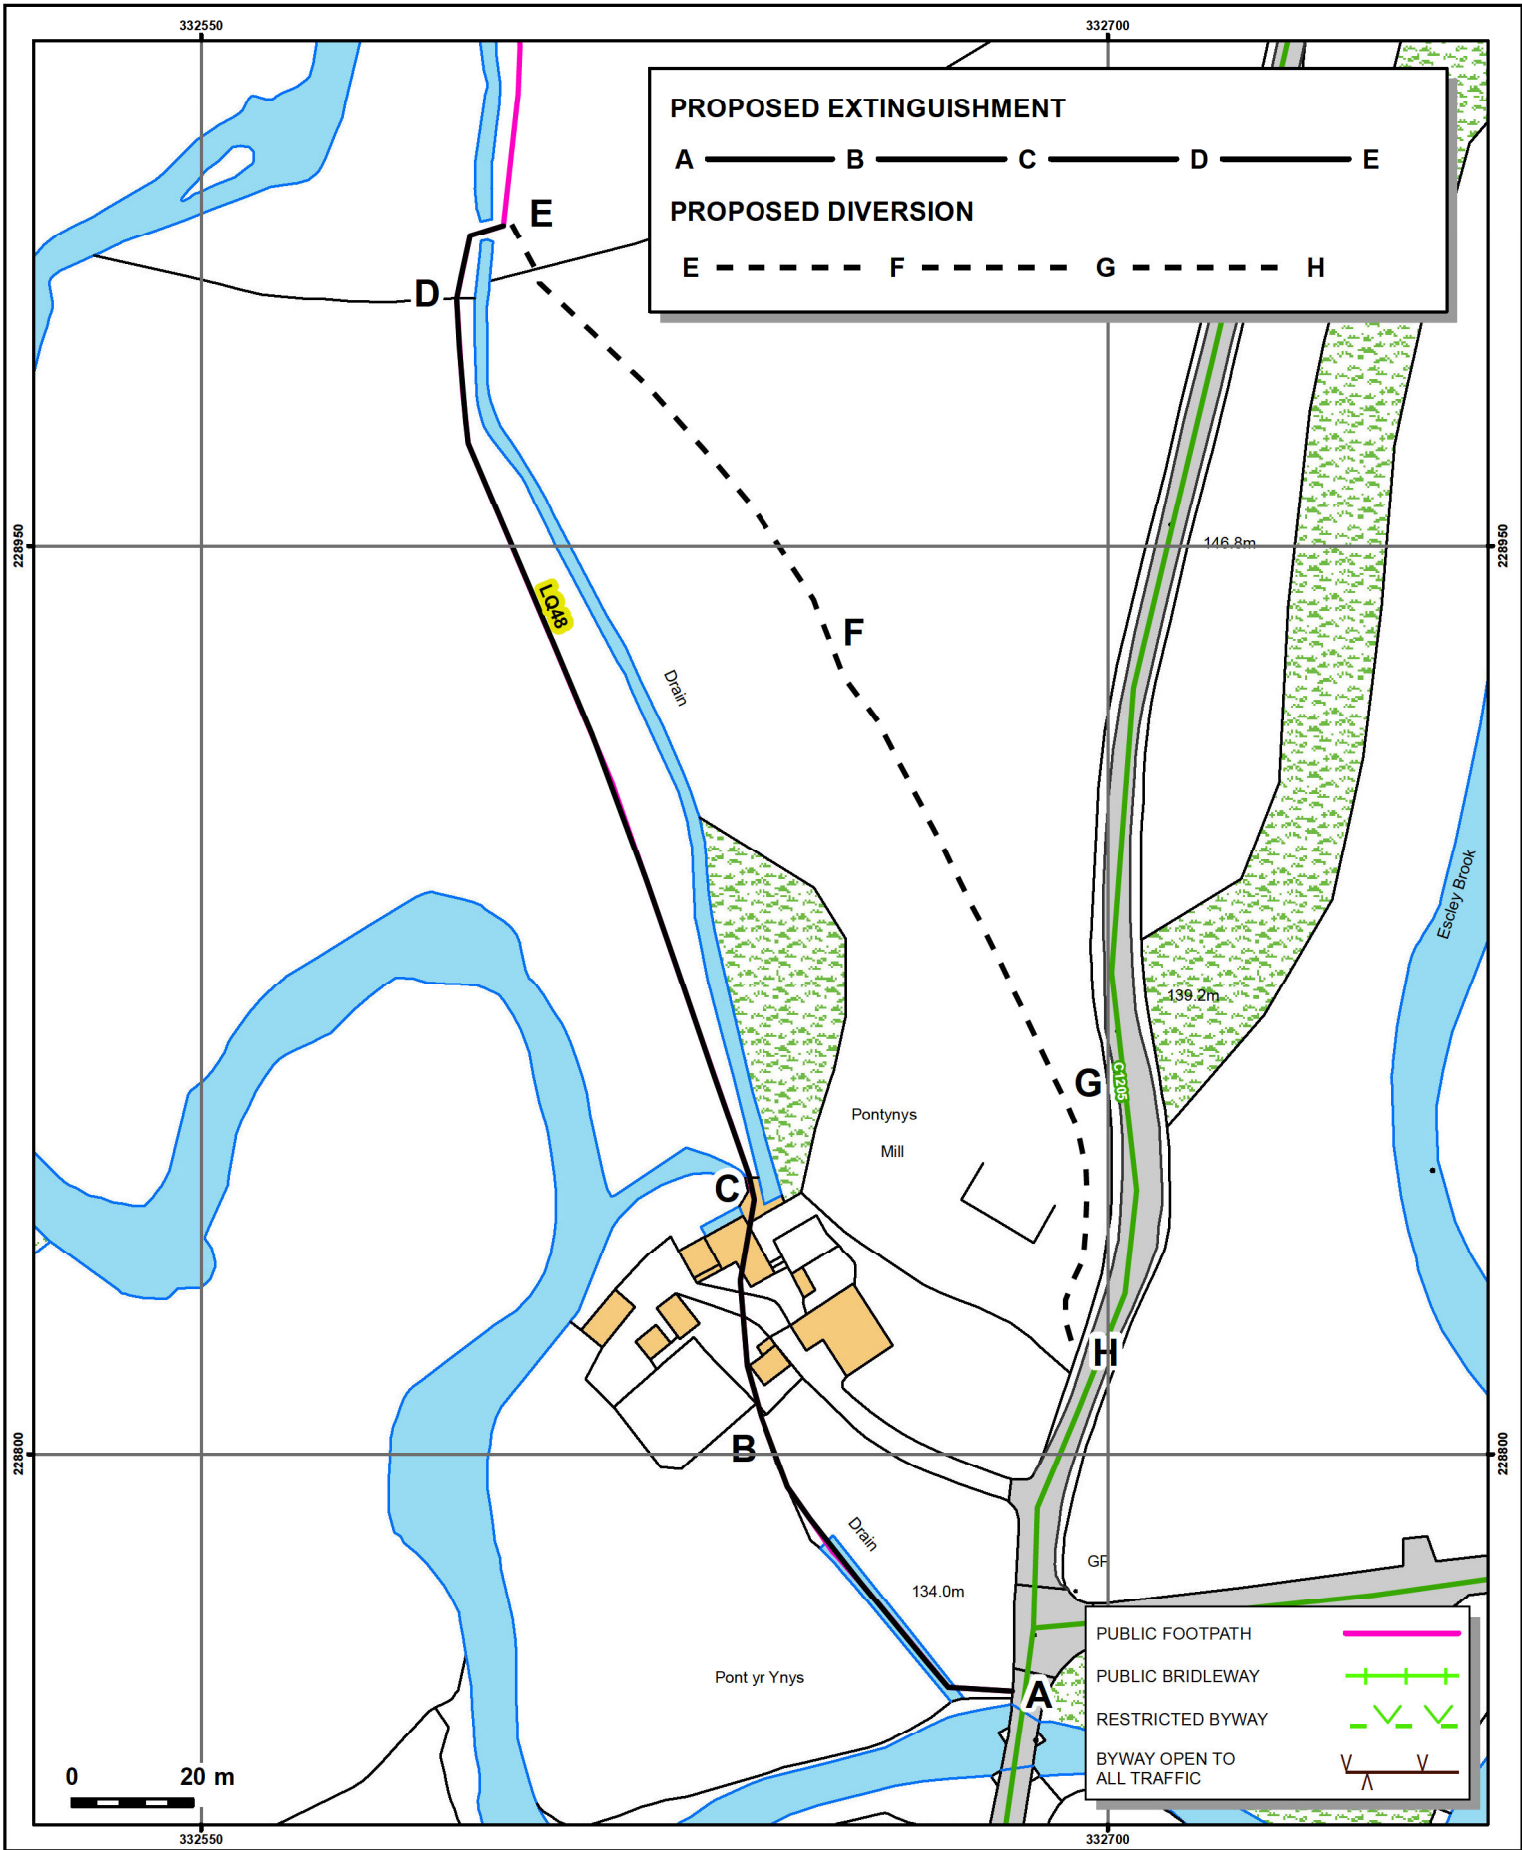 332550
332700
PROPOSED EXTINGUISHMENT
A B C D E
PROPOSED DIVERSION
E F G H
E
D
228950
228950
146.8m
LQ48
F
Drain
Escley Brook
139.2m
G
C1205
Pontynys
Mill
C
H
B
228800
228800
Drain
GP
134.0m
Pont yr Ynys
A
PUBLIC FOOTPATH
PUBLIC BRIDLEWAY
RESTRICTED BYWAY
BYWAY OPEN TO
ALL TRAFFIC
0 20 m
332550
332700